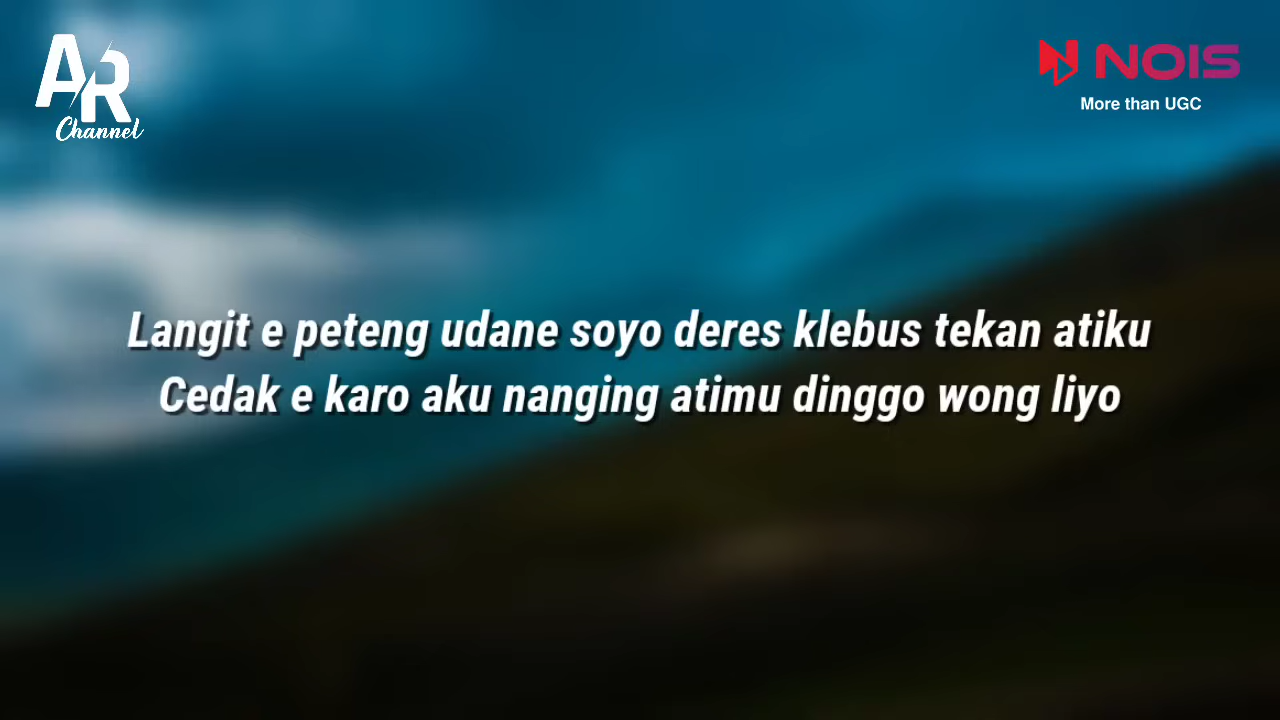 AR
Channel
NOIS
More than UGC
Langit e peteng udane soyo deres klebus tekan atiku
Cedak e karo aku nanging atimu dinggo wong liyo